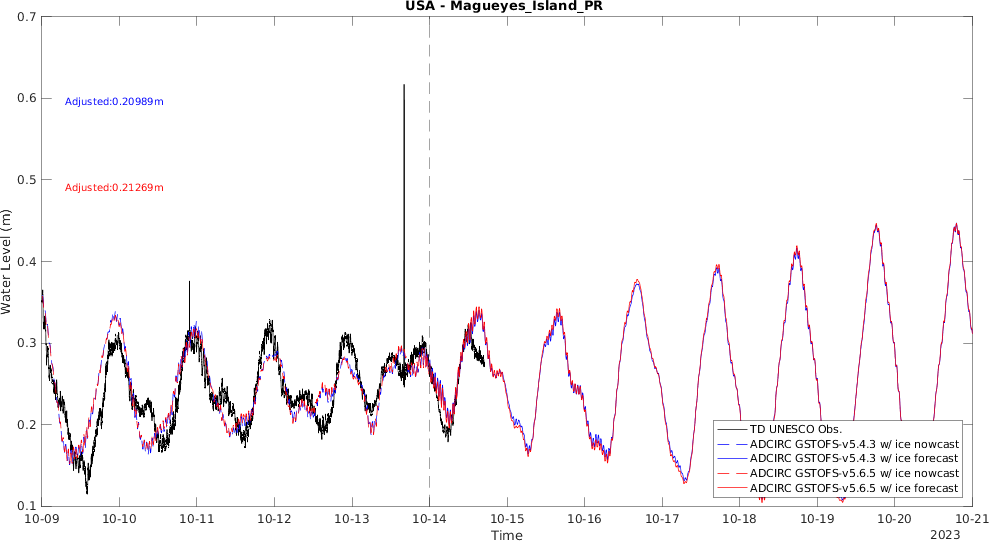 USA - Magueyes_Island_PR
0.7
0.6
0.5
0.4
0.3
0.2
0.1
Water Level (m)
Adjusted:0.20989m
Adjusted:0.21269m
TD UNESCO Obs.
ADCIRC GSTOFS-v5.4.3 w/ ice nowcast
ADCIRC GSTOFS-v5.4.3 w/ ice forecast
ADCIRC GSTOFS-v5.6.5 w/ ice nowcast
ADCIRC GSTOFS-v5.6.5 w/ ice forecast
10-09 10-10 10-11 10-12 10-13 10-14 10-15 10-16 10-17 10-18 10-19 10-20 10-21
Time
2023